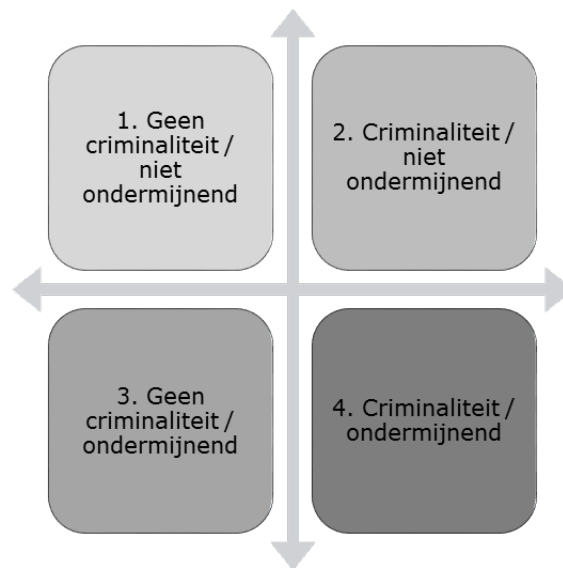 1. Geen
criminaliteit /
niet
ondermijnend
2. Criminaliteit /
niet
ondermijnend
3. Geen
criminaliteit /
ondermijnend
4. Criminaliteit /
ondermijnend